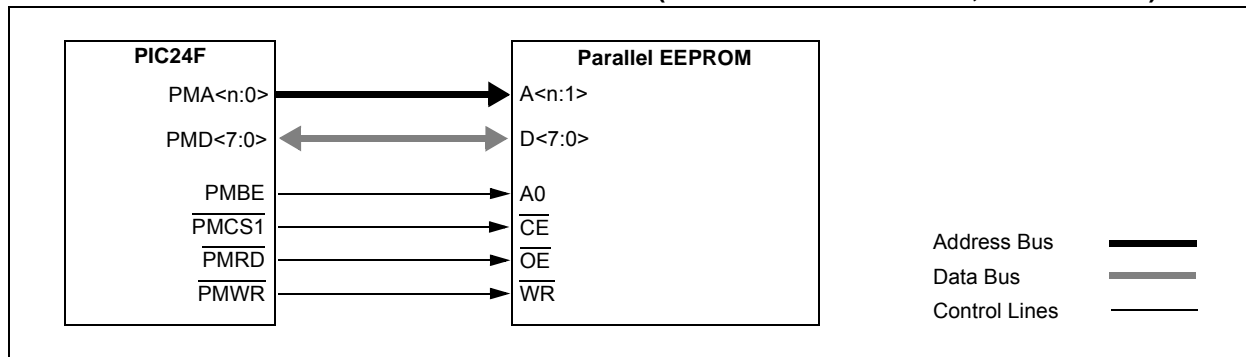 PIC24F
Parallel EEPROM
PMA<n:0>
A<n:1>
PMD<7:0>
D<7:0>
PMBE
A0
PMCS1
CE
PMRD
OE
PMWR
WR
Address Bus
Data Bus
Control Lines